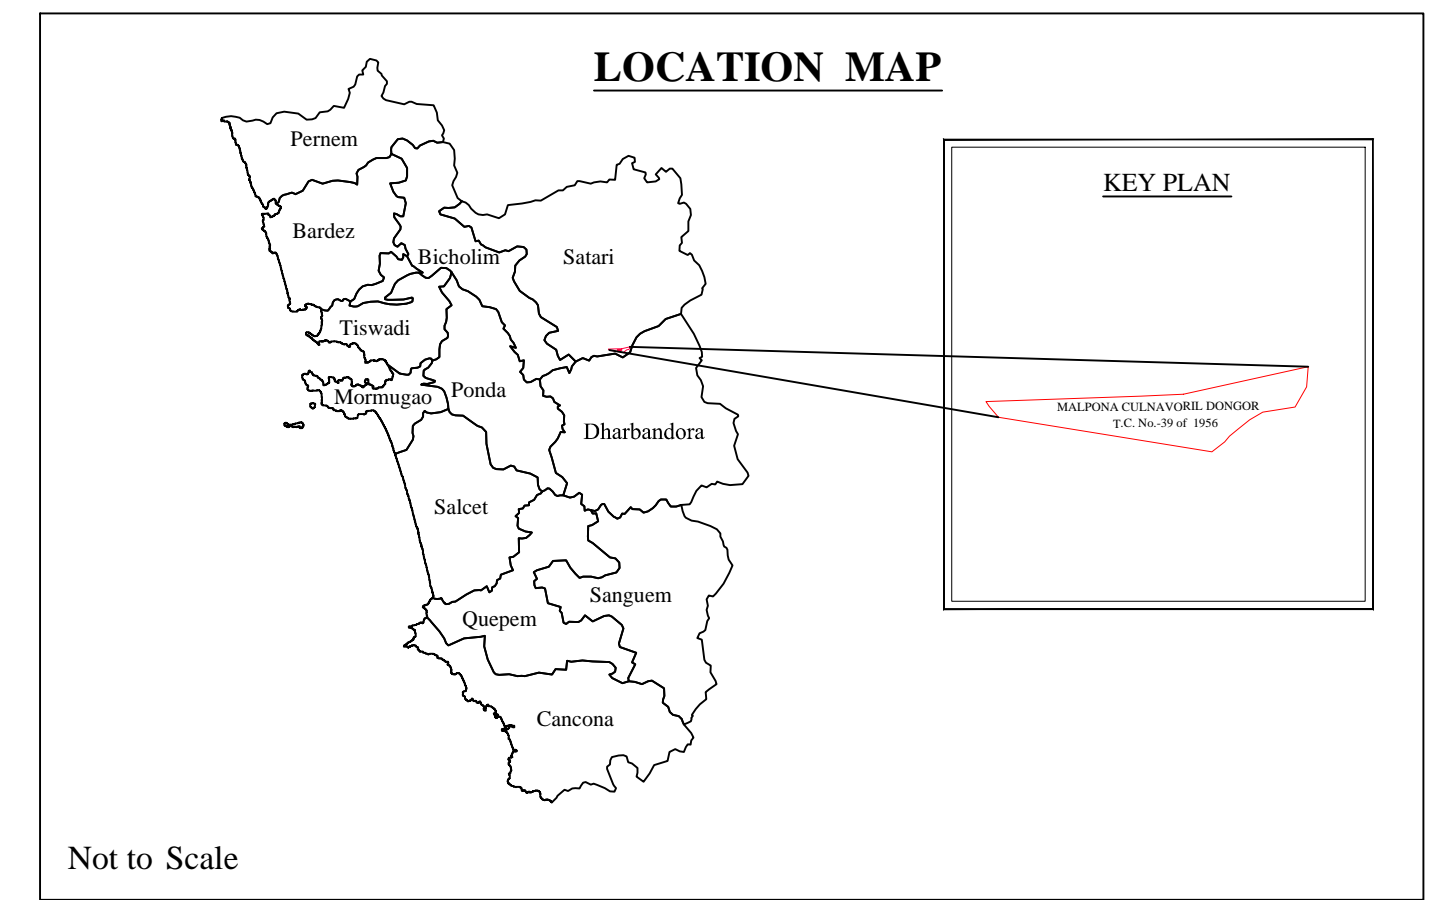 LOCATION MAP
KEY PLAN
Pernem
Bardez
Bicholim
Satari
Tiswadi
Mormugao
Ponda
Dharbandora
MALPONA CULNAVORIL DONGOR
T.C. No.-39 of 1956
Salcet
Sanguem
Quepem
Cancona
Not to Scale